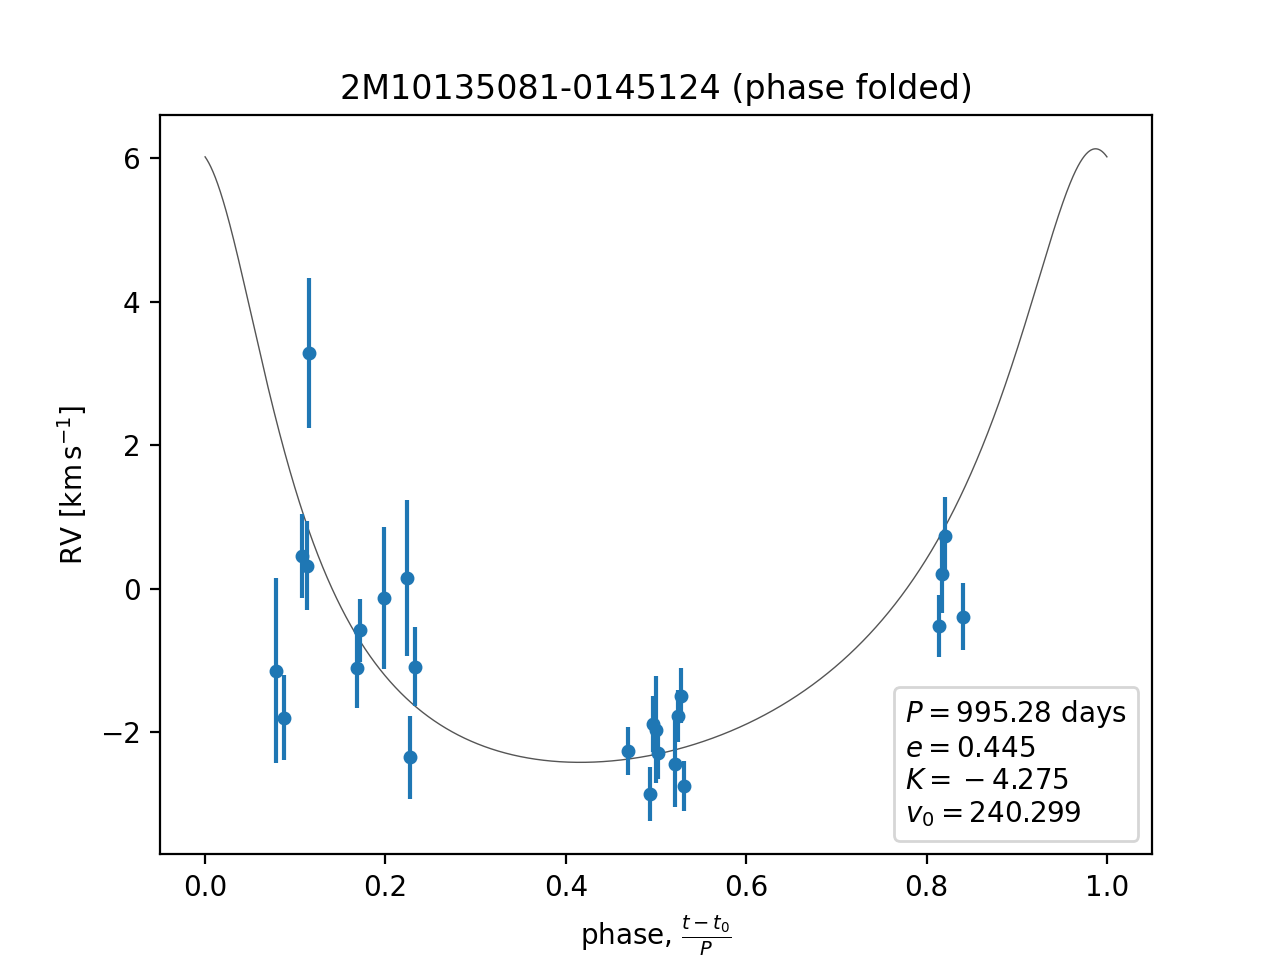 2M10135081-0145124 (phase folded)
6
4
2
0
−2
RV [km s⁻¹]
0.0 0.2 0.4 0.6 0.8 1.0
phase, (t − t₀)/P
P = 995.28 days
e = 0.445
K = −4.275
v₀ = 240.299